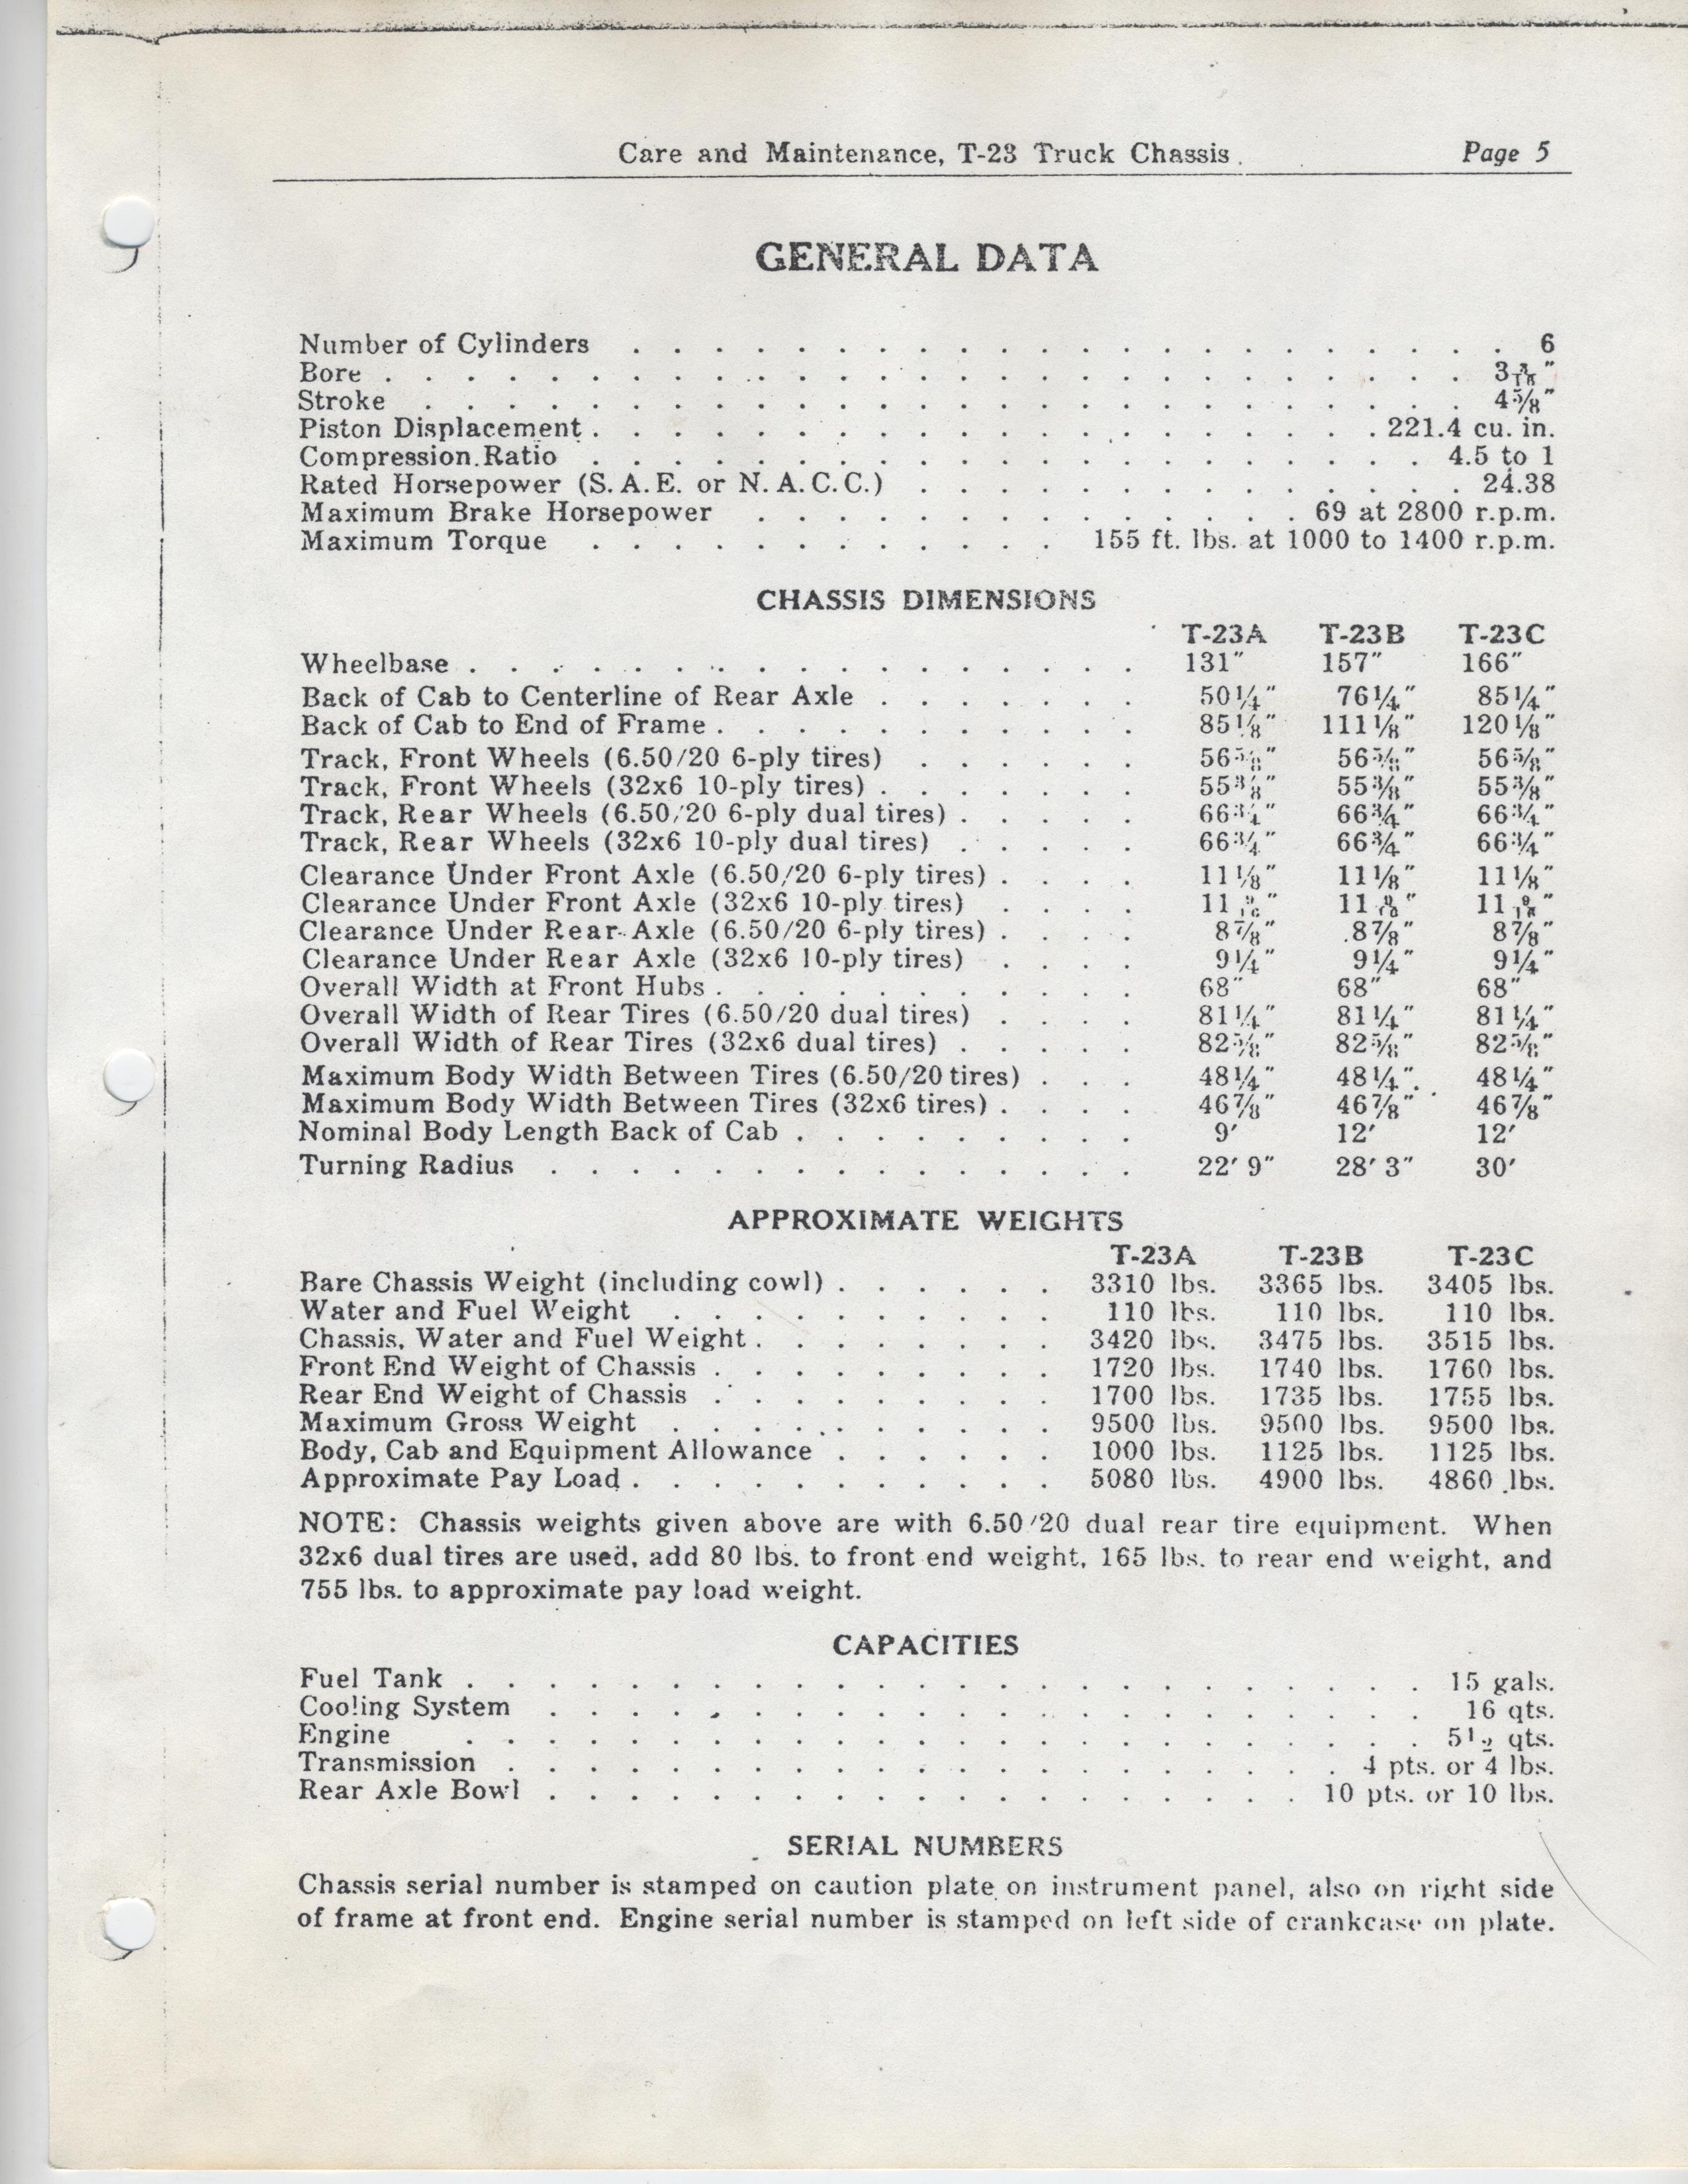 Care and Maintenance, T-23 Truck Chassis Page 5
GENERAL DATA
Number of Cylinders . . . . . 6
Bore . . . . . 3 3/16"
Stroke . . . . . 4⅝"
Piston Displacement . . . . . 221.4 cu. in.
Compression Ratio . . . . . 4.5 to 1
Rated Horsepower (S.A.E. or N.A.C.C.) . . . . . 24.38
Maximum Brake Horsepower . . . . . 69 at 2800 r.p.m.
Maximum Torque . . . . . 155 ft. lbs. at 1000 to 1400 r.p.m.
CHASSIS DIMENSIONS
T-23A T-23B T-23C
Wheelbase . . . . . 131" 157" 166"
Back of Cab to Centerline of Rear Axle . . . . . 50¼" 76¼" 85¼"
Back of Cab to End of Frame . . . . . 85⅛" 111⅛" 120⅛"
Track, Front Wheels (6.50/20 6-ply tires) . . . . . 56⅝" 56⅝" 56⅝"
Track, Front Wheels (32x6 10-ply tires) . . . . . 55⅜" 55⅜" 55⅜"
Track, Rear Wheels (6.50/20 6-ply dual tires) . . . . . 66¾" 66¾" 66¾"
Track, Rear Wheels (32x6 10-ply dual tires) . . . . . 66¾" 66¾" 66¾"
Clearance Under Front Axle (6.50/20 6-ply tires) . . . . 11⅛" 11⅛" 11⅛"
Clearance Under Front Axle (32x6 10-ply tires) . . . . 11 9/16" 11 9/16" 11 9/16"
Clearance Under Rear Axle (6.50/20 6-ply tires) . . . . 8⅞" 8⅞" 8⅞"
Clearance Under Rear Axle (32x6 10-ply tires) . . . . 9¼" 9¼" 9¼"
Overall Width at Front Hubs . . . . . 68" 68" 68"
Overall Width of Rear Tires (6.50/20 dual tires) . . . . 81¼" 81¼" 81¼"
Overall Width of Rear Tires (32x6 dual tires) . . . . . 82⅝" 82⅝" 82⅝"
Maximum Body Width Between Tires (6.50/20 tires) . . . 48¼" 48¼" 48¼"
Maximum Body Width Between Tires (32x6 tires) . . . . 46⅞" 46⅞" 46⅞"
Nominal Body Length Back of Cab . . . . . 9' 12' 12'
Turning Radius . . . . . 22' 9" 28' 3" 30'
APPROXIMATE WEIGHTS
T-23A T-23B T-23C
Bare Chassis Weight (including cowl) . . . . . 3310 lbs. 3365 lbs. 3405 lbs.
Water and Fuel Weight . . . . . 110 lbs. 110 lbs. 110 lbs.
Chassis, Water and Fuel Weight . . . . . 3420 lbs. 3475 lbs. 3515 lbs.
Front End Weight of Chassis . . . . . 1720 lbs. 1740 lbs. 1760 lbs.
Rear End Weight of Chassis . . . . . 1700 lbs. 1735 lbs. 1755 lbs.
Maximum Gross Weight . . . . . 9500 lbs. 9500 lbs. 9500 lbs.
Body, Cab and Equipment Allowance . . . . . 1000 lbs. 1125 lbs. 1125 lbs.
Approximate Pay Load . . . . . 5080 lbs. 4900 lbs. 4860 lbs.
NOTE: Chassis weights given above are with 6.50/20 dual rear tire equipment. When
32x6 dual tires are used, add 80 lbs. to front end weight, 165 lbs. to rear end weight, and
755 lbs. to approximate pay load weight.
CAPACITIES
Fuel Tank . . . . . 15 gals.
Cooling System . . . . . 16 qts.
Engine . . . . . 5½ qts.
Transmission . . . . . 4 pts. or 4 lbs.
Rear Axle Bowl . . . . . 10 pts. or 10 lbs.
SERIAL NUMBERS
Chassis serial number is stamped on caution plate on instrument panel, also on right side
of frame at front end. Engine serial number is stamped on left side of crankcase on plate.